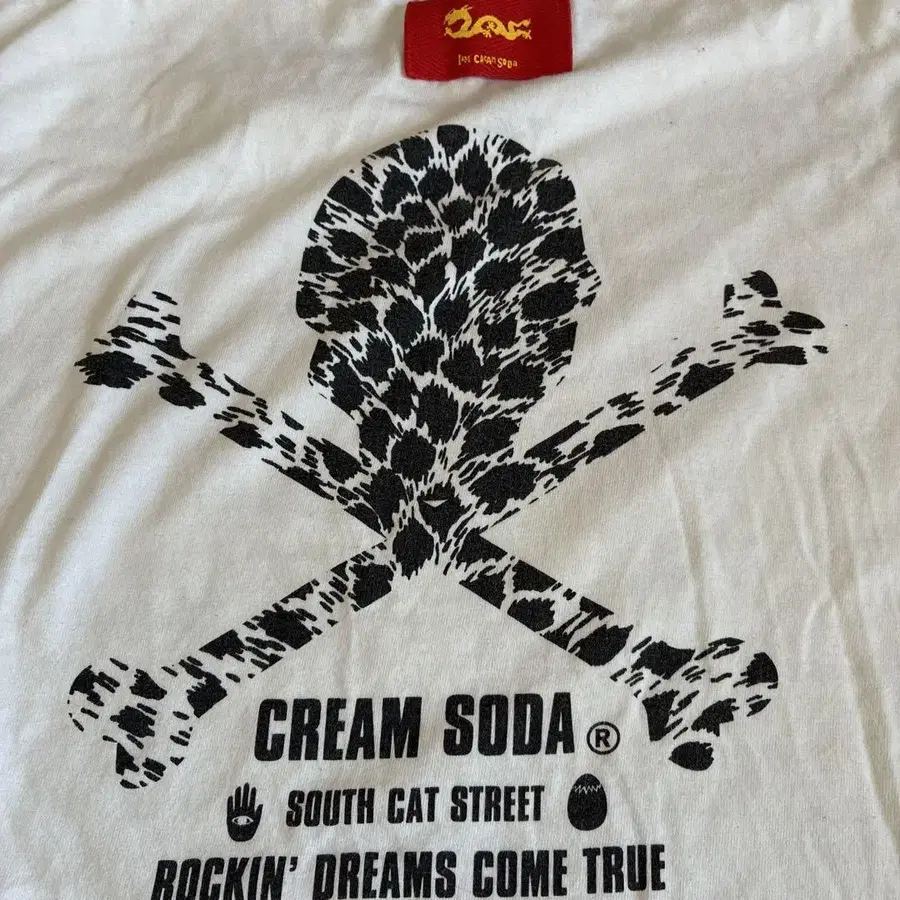 CREAM SODA ®
SOUTH CAT STREET
ROCKIN' DREAMS COME TRUE